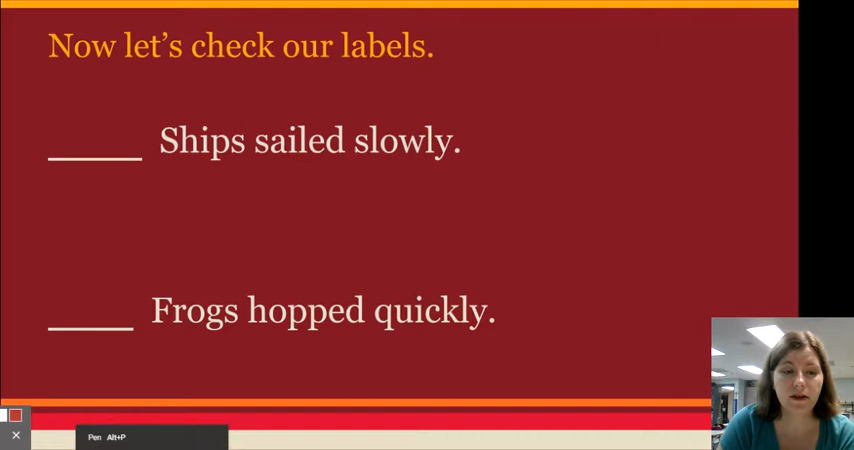 Now let's check our labels.
_____ Ships sailed slowly.
_____ Frogs hopped quickly.
Pen Alt+P